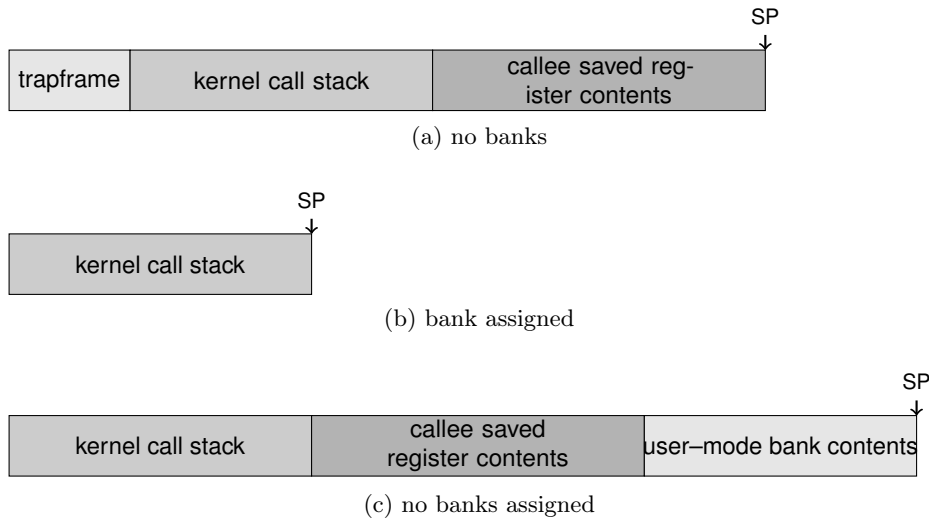 SP
trapframe
kernel call stack
callee saved reg-
ister contents
(a) no banks
SP
kernel call stack
(b) bank assigned
SP
kernel call stack
callee saved
register contents
user–mode bank contents
(c) no banks assigned